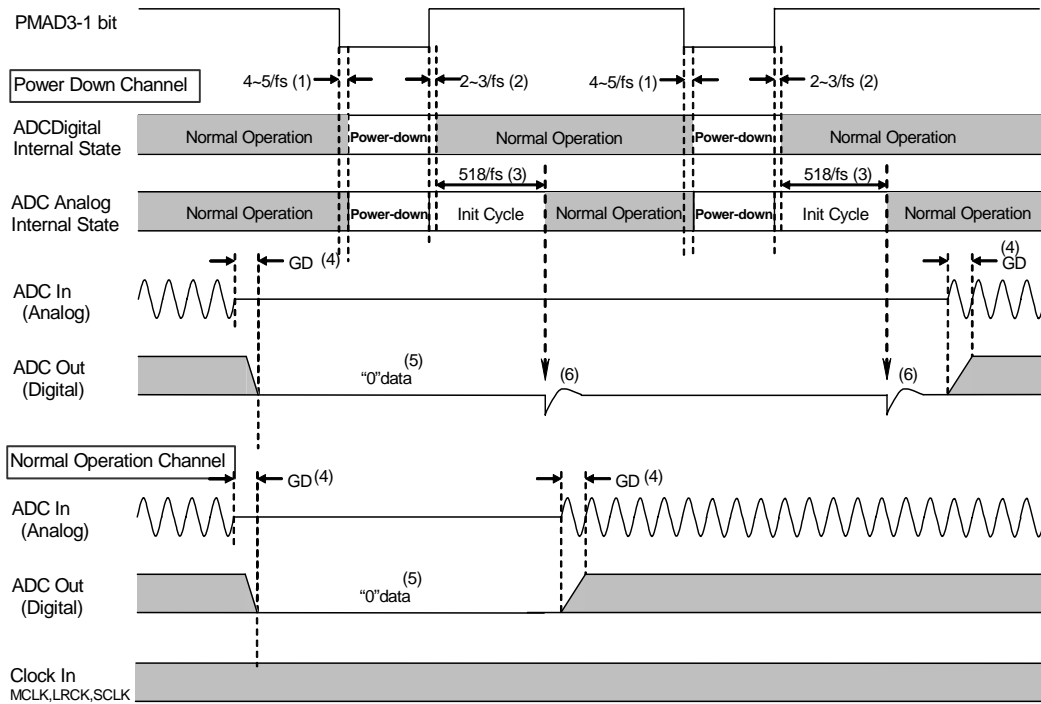 PMAD3-1 bit
Power Down Channel
4~5/fs (1)
2~3/fs (2)
4~5/fs (1)
2~3/fs (2)
ADCDigital
Internal State
Normal Operation
Power-down
Normal Operation
Power-down
Normal Operation
518/fs (3)
518/fs (3)
ADC Analog
Internal State
Normal Operation
Power-down
Init Cycle
Normal Operation
Power-down
Init Cycle
Normal Operation
GD (4)
(4)
GD
ADC In
(Analog)
ADC Out
(Digital)
(5)
“0”data
(6)
(6)
Normal Operation Channel
GD (4)
GD (4)
ADC In
(Analog)
ADC Out
(Digital)
(5)
“0”data
Clock In
MCLK,LRCK,SCLK